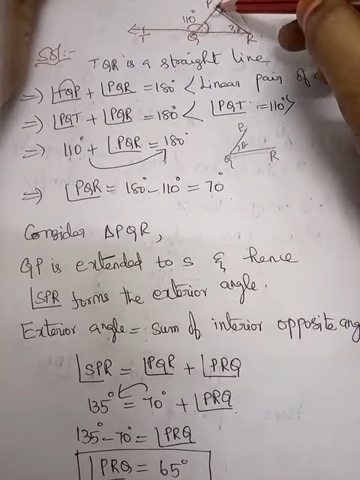 P
110°
T Q R
Sol:-
TQR is a straight line
⇒ ∠TQP + ∠PQR = 180° < Linear pair of
⇒ ∠PQT + ∠PQR = 180° < ∠PQT = 110° >
⇒ 110° + ∠PQR = 180°
P
Q R
⇒ ∠PQR = 180° - 110° = 70°
Consider ΔPQR,
QP is extended to S & hence
∠SPR forms the exterior angle.
Exterior angle = sum of interior opposite ang
∠SPR = ∠PQR + ∠PRQ
135° = 70° + ∠PRQ
135° - 70° = ∠PRQ
∠PRQ = 65°